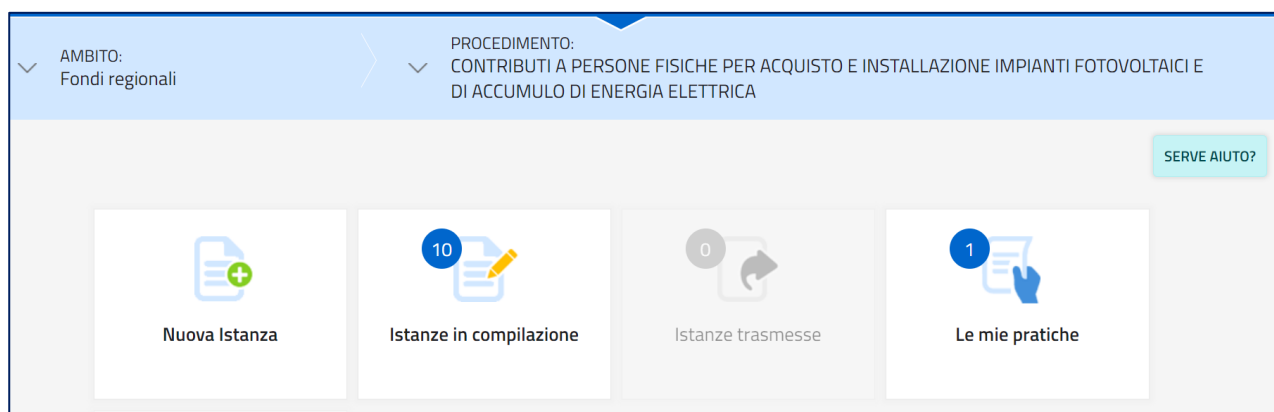 AMBITO:
Fondi regionali
PROCEDIMENTO:
CONTRIBUTI A PERSONE FISICHE PER ACQUISTO E INSTALLAZIONE IMPIANTI FOTOVOLTAICI E
DI ACCUMULO DI ENERGIA ELETTRICA
SERVE AIUTO?
Nuova Istanza
10
Istanze in compilazione
0
Istanze trasmesse
1
Le mie pratiche